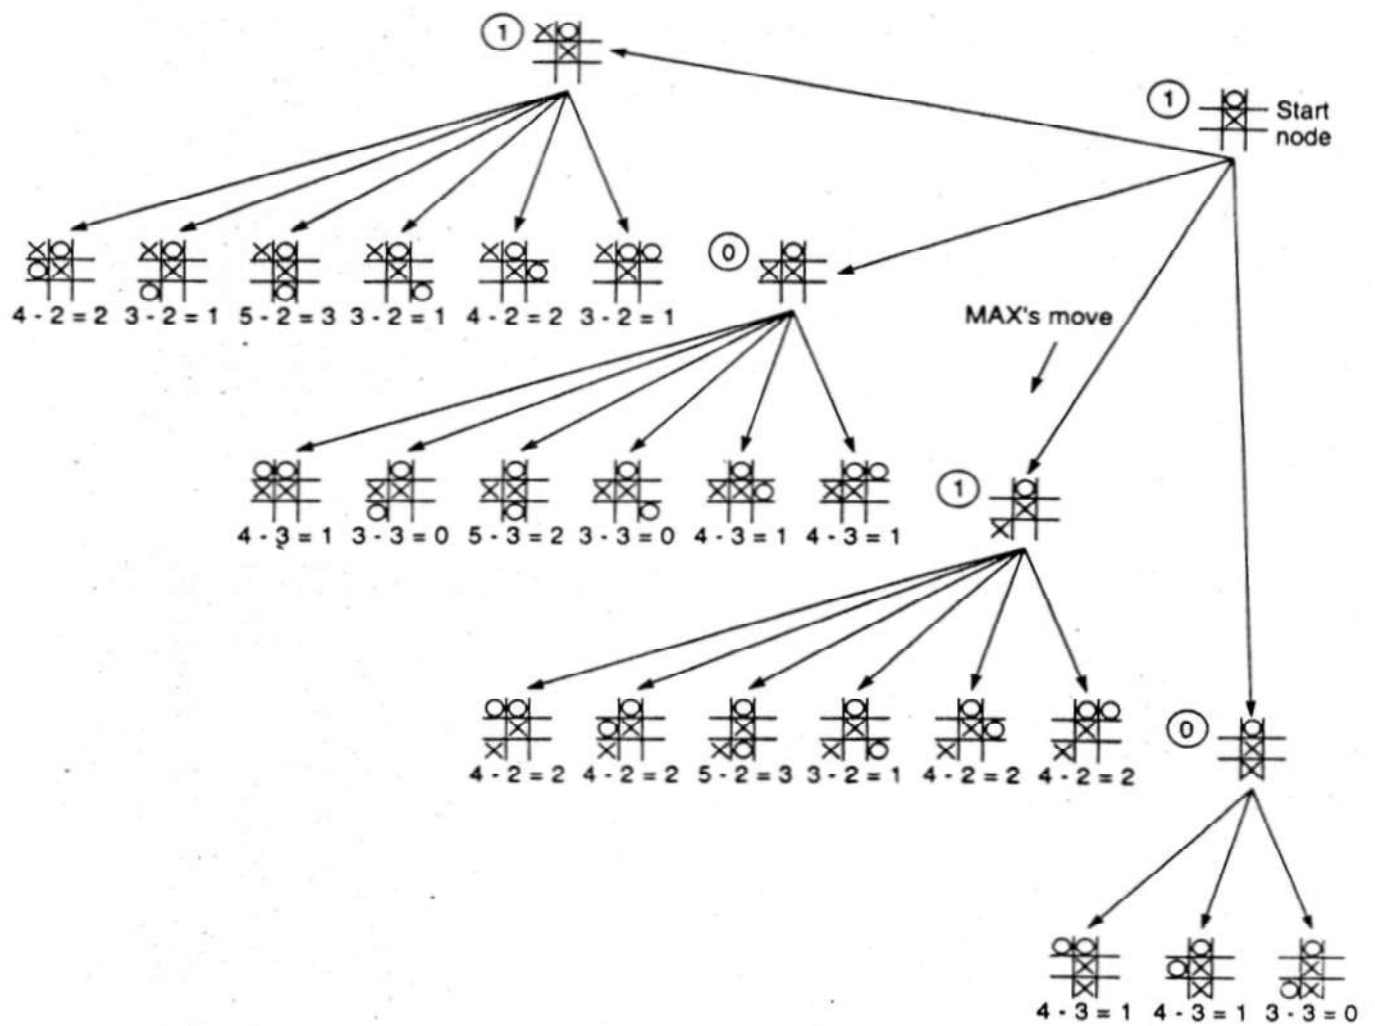 1
1
Start
node
0
4 - 2 = 2 3 - 2 = 1 5 - 2 = 3 3 - 2 = 1 4 - 2 = 2 3 - 2 = 1
MAX's move
1
4 - 3 = 1 3 - 3 = 0 5 - 3 = 2 3 - 3 = 0 4 - 3 = 1 4 - 3 = 1
0
4 - 2 = 2 4 - 2 = 2 5 - 2 = 3 3 - 2 = 1 4 - 2 = 2 4 - 2 = 2
4 - 3 = 1 4 - 3 = 1 3 - 3 = 0